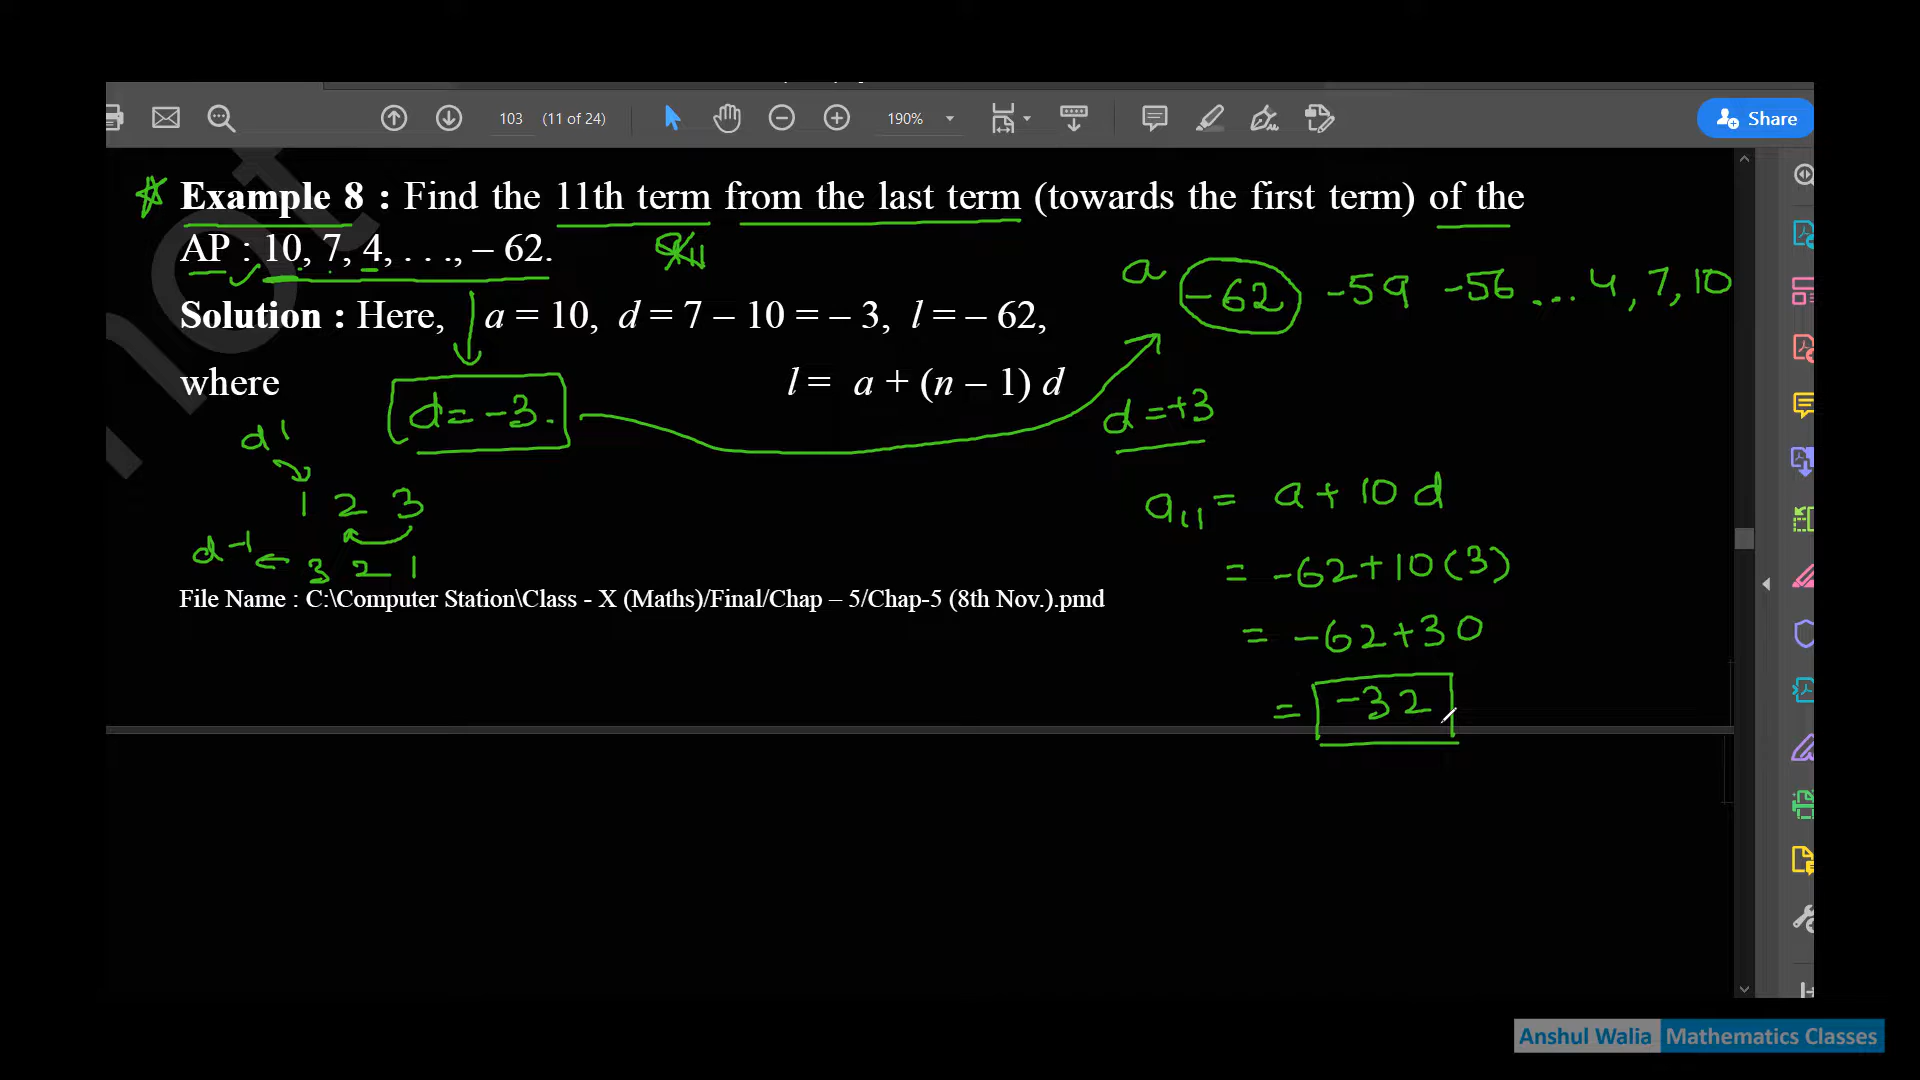 103 (11 of 24) 190% Share
Example 8 : Find the 11th term from the last term (towards the first term) of the
AP : 10, 7, 4, . . ., – 62.
a -62 -59 -56 ... 4, 7, 10
Solution : Here, a = 10, d = 7 – 10 = – 3, l = – 62,
where l = a + (n – 1) d
d = -3.
d = +3
d 1
1 2 3
d -1
3 2 1
a11 = a + 10 d
= -62 + 10 (3)
= -62 + 30
= -32
File Name : C:\Computer Station\Class - X (Maths)/Final/Chap – 5/Chap-5 (8th Nov.).pmd
Anshul Walia Mathematics Classes